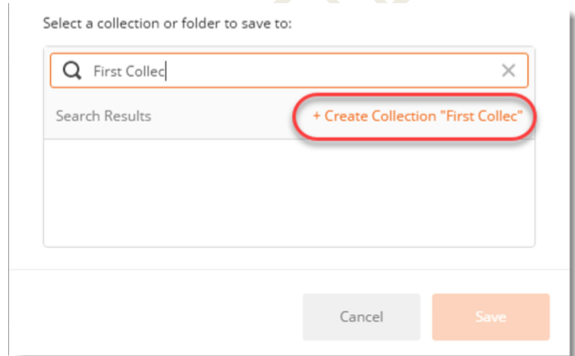 Select a collection or folder to save to:
First Collec
Search Results
+ Create Collection "First Collec"
Cancel
Save